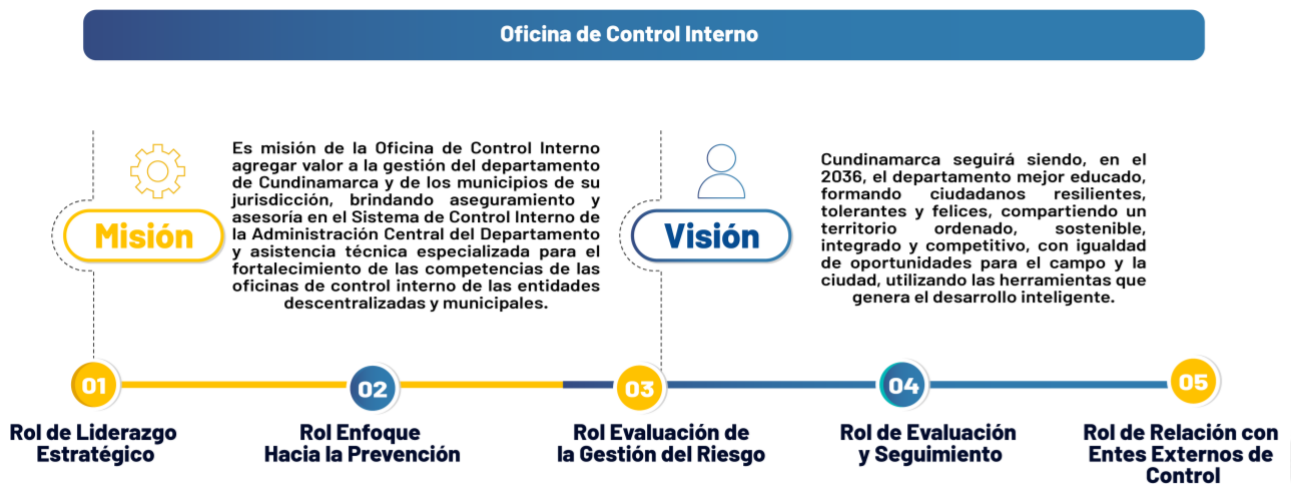 Oficina de Control Interno
Misión
Es misión de la Oficina de Control Interno
agregar valor a la gestión del departamento
de Cundinamarca y de los municipios de su
jurisdicción, brindando aseguramiento y
asesoría en el Sistema de Control Interno de
la Administración Central del Departamento
y asistencia técnica especializada para el
fortalecimiento de las competencias de las
oficinas de control interno de las entidades
descentralizadas y municipales.
Visión
Cundinamarca seguirá siendo, en el
2036, el departamento mejor educado,
formando ciudadanos resilientes,
tolerantes y felices, compartiendo un
territorio ordenado, sostenible,
integrado y competitivo, con igualdad
de oportunidades para el campo y la
ciudad, utilizando las herramientas que
genera el desarrollo inteligente.
01
Rol de Liderazgo
Estratégico
02
Rol Enfoque
Hacia la Prevención
03
Rol Evaluación de
la Gestión del Riesgo
04
Rol de Evaluación
y Seguimiento
05
Rol de Relación con
Entes Externos de
Control